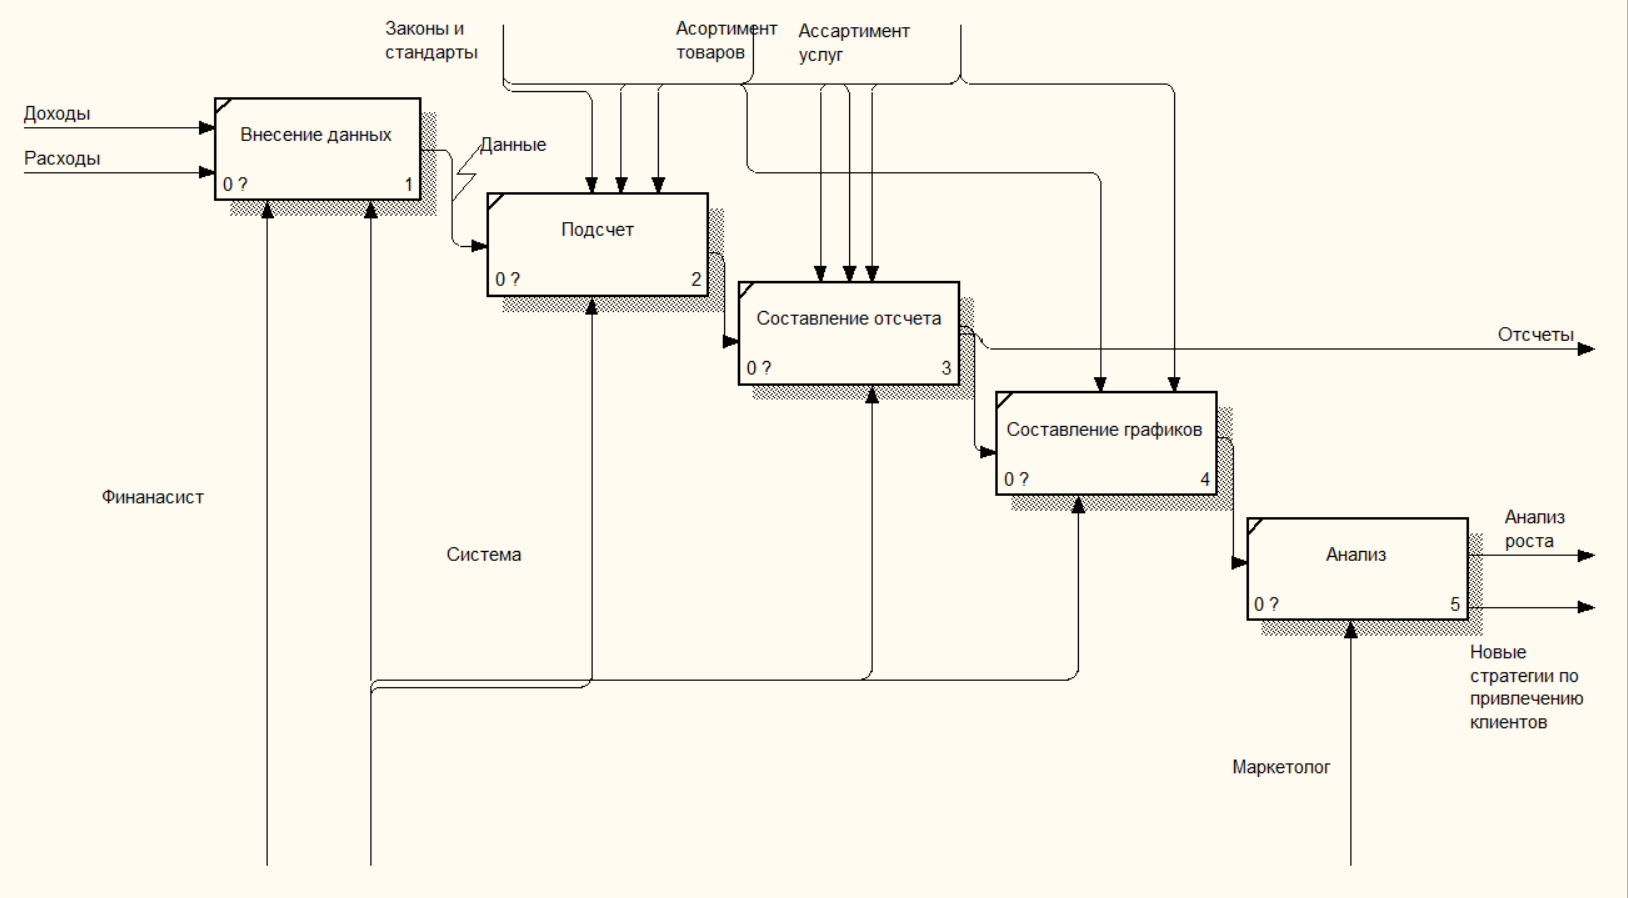 Законы и
стандарты
Асортимент
товаров
Ассартимент
услуг
Доходы
Расходы
Внесение данных
0 ?
1
Данные
Подсчет
0 ?
2
Составление отсчета
0 ?
3
Отсчеты
Составление графиков
0 ?
4
Финанасист
Система
Анализ
0 ?
5
Анализ
роста
Новые
стратегии по
привлечению
клиентов
Маркетолог